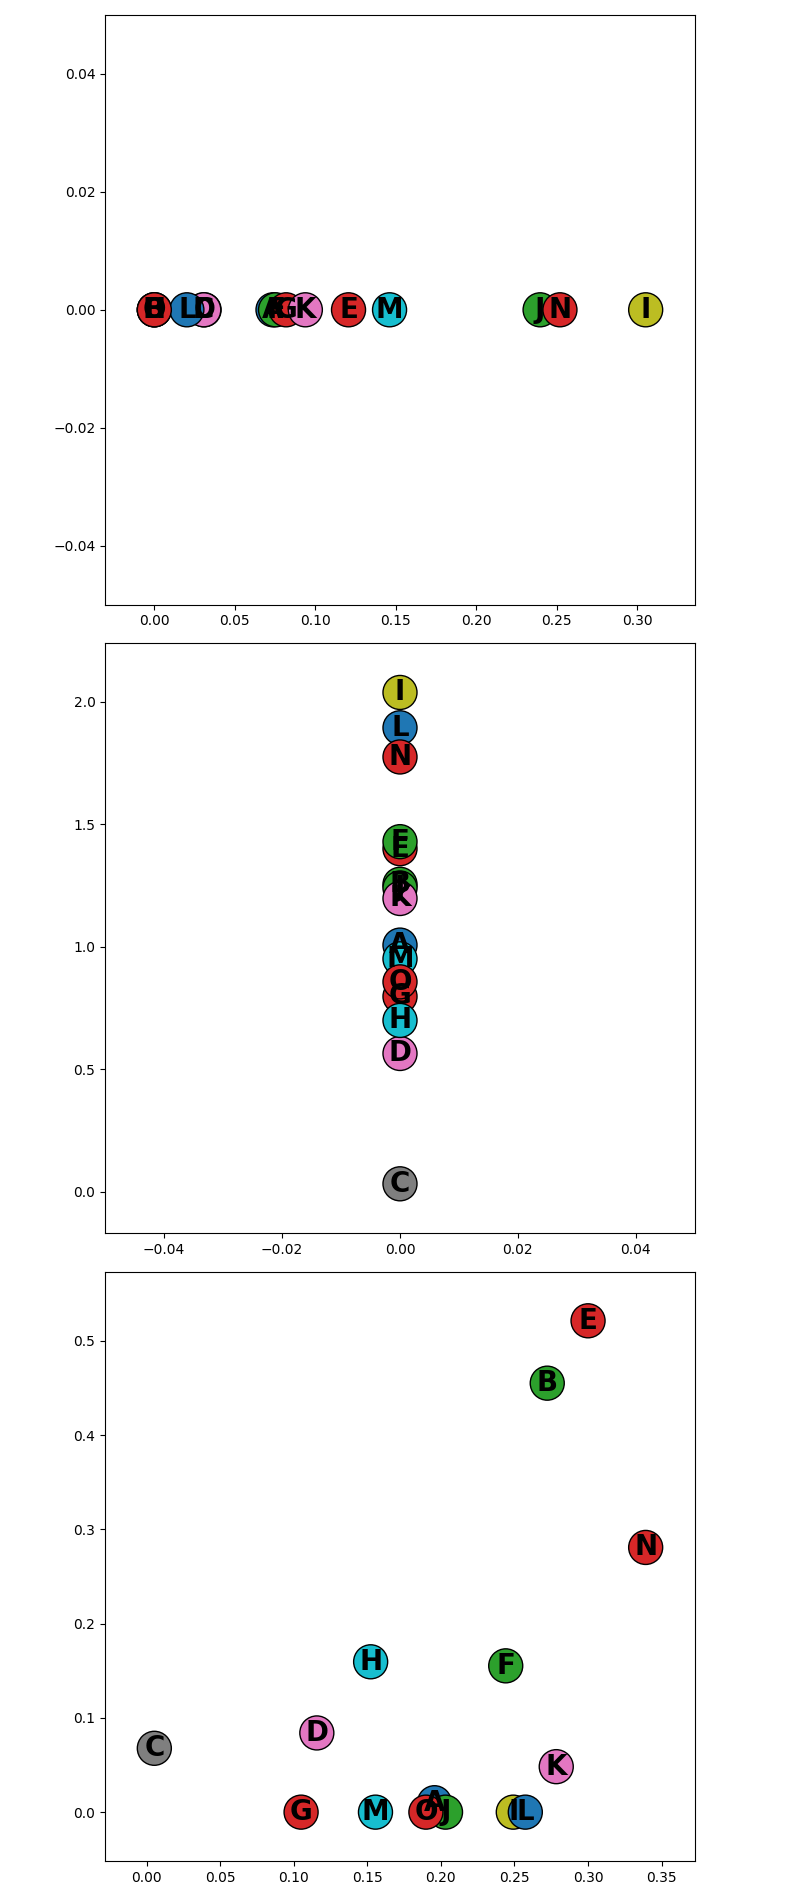 0.04
0.02
0.00
−0.02
−0.04
L D A G K E M J N I
0.00 0.05 0.10 0.15 0.20 0.25 0.30
2.0
1.5
1.0
0.5
0.0
I
L
N
F
E
B
K
A
M
O
G
H
D
C
−0.04 −0.02 0.00 0.02 0.04
0.5
0.4
0.3
0.2
0.1
0.0
E
B
N
H
F
D
C
K
A
G M O J I L
0.00 0.05 0.10 0.15 0.20 0.25 0.30 0.35